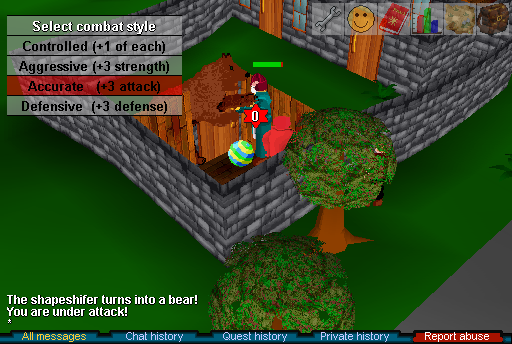 Select combat style
Controlled (+1 of each)
Aggressive (+3 strength)
Accurate (+3 attack)
Defensive (+3 defense)
0
The shapeshifer turns into a bear!
You are under attack!
*
All messages
Chat history
Quest history
Private history
Report abuse